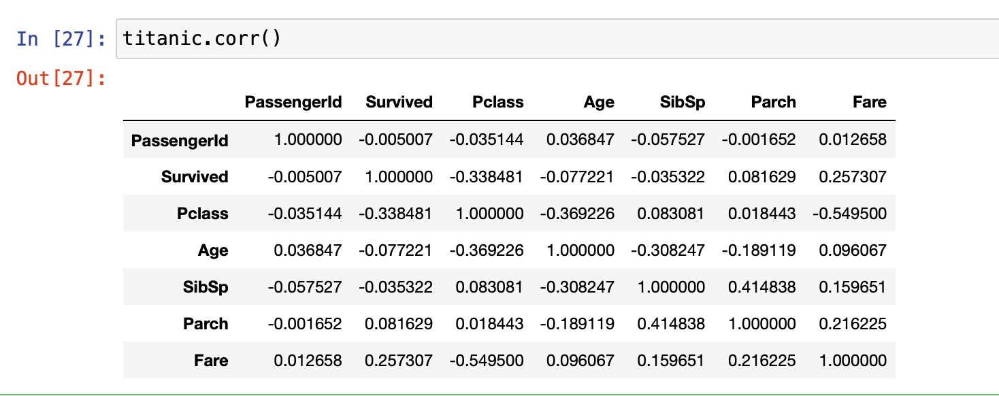 In [27]: titanic.corr()
Out[27]:
PassengerId Survived Pclass Age SibSp Parch Fare
PassengerId 1.000000 -0.005007 -0.035144 0.036847 -0.057527 -0.001652 0.012658
Survived -0.005007 1.000000 -0.338481 -0.077221 -0.035322 0.081629 0.257307
Pclass -0.035144 -0.338481 1.000000 -0.369226 0.083081 0.018443 -0.549500
Age 0.036847 -0.077221 -0.369226 1.000000 -0.308247 -0.189119 0.096067
SibSp -0.057527 -0.035322 0.083081 -0.308247 1.000000 0.414838 0.159651
Parch -0.001652 0.081629 0.018443 -0.189119 0.414838 1.000000 0.216225
Fare 0.012658 0.257307 -0.549500 0.096067 0.159651 0.216225 1.000000